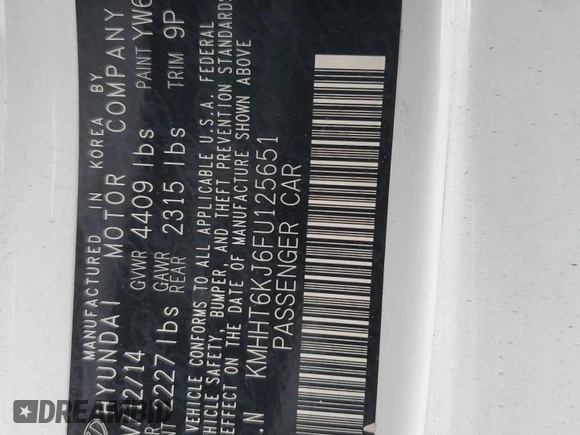 MANUFACTURED IN KOREA BY
HYUNDAI MOTOR COMPANY
2/14 GVWR 4409 lbs PAINT YW6
2227 lbs GAWR REAR 2315 lbs TRIM 9P
VEHICLE CONFORMS TO ALL APPLICABLE U.S.A. FEDERAL
VEHICLE SAFETY, BUMPER, AND THEFT PREVENTION STANDARDS
EFFECT ON THE DATE OF MANUFACTURE SHOWN ABOVE
.N KMHHT6KJ6FU125651
PASSENGER CAR
DREAMBID